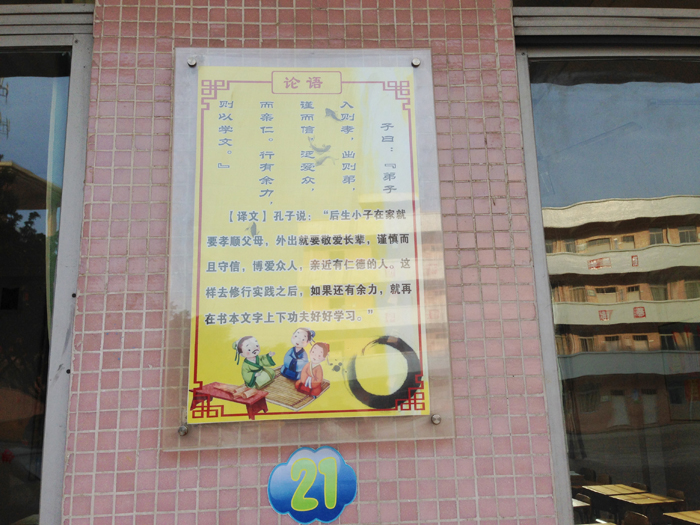 论语
子曰：『弟子
入则孝，出则弟，
谨而信。泛爱众，
而亲仁。行有余力，
则以学文。』
【译文】孔子说：“后生小子在家就
要孝顺父母，外出就要敬爱长辈，谨慎而
且守信，博爱众人，亲近有仁德的人。这
样去修行实践之后，如果还有余力，就再
在书本文字上下功夫好好学习。”
21